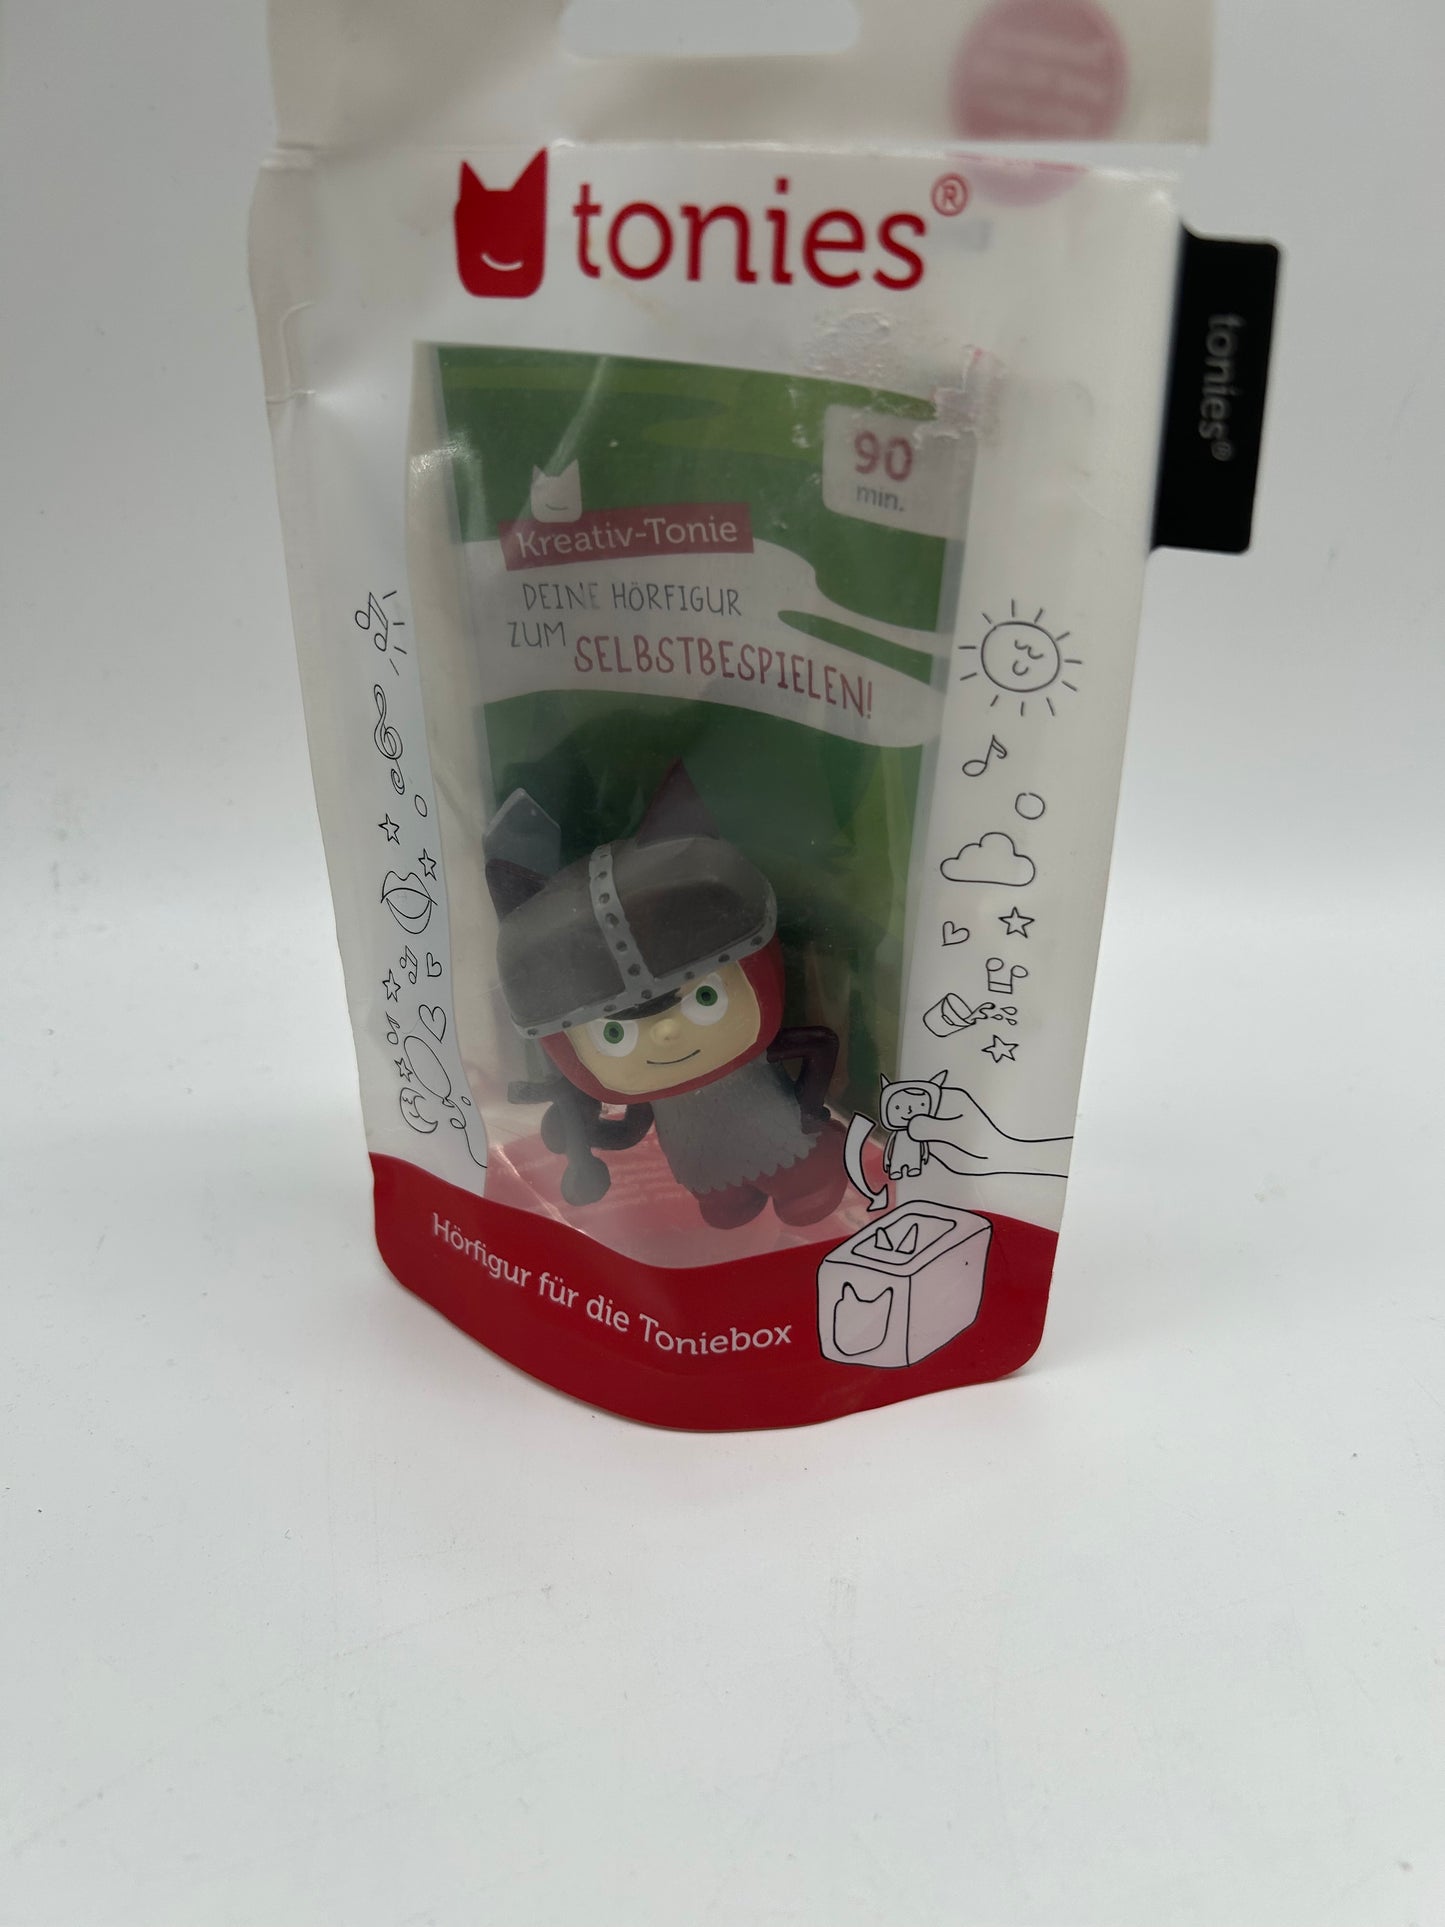 tonies®
tonies®
90
min.
Kreativ-Tonie
DEINE HÖRFIGUR
ZUM SELBSTBESPIELEN!
Hörfigur für die Toniebox